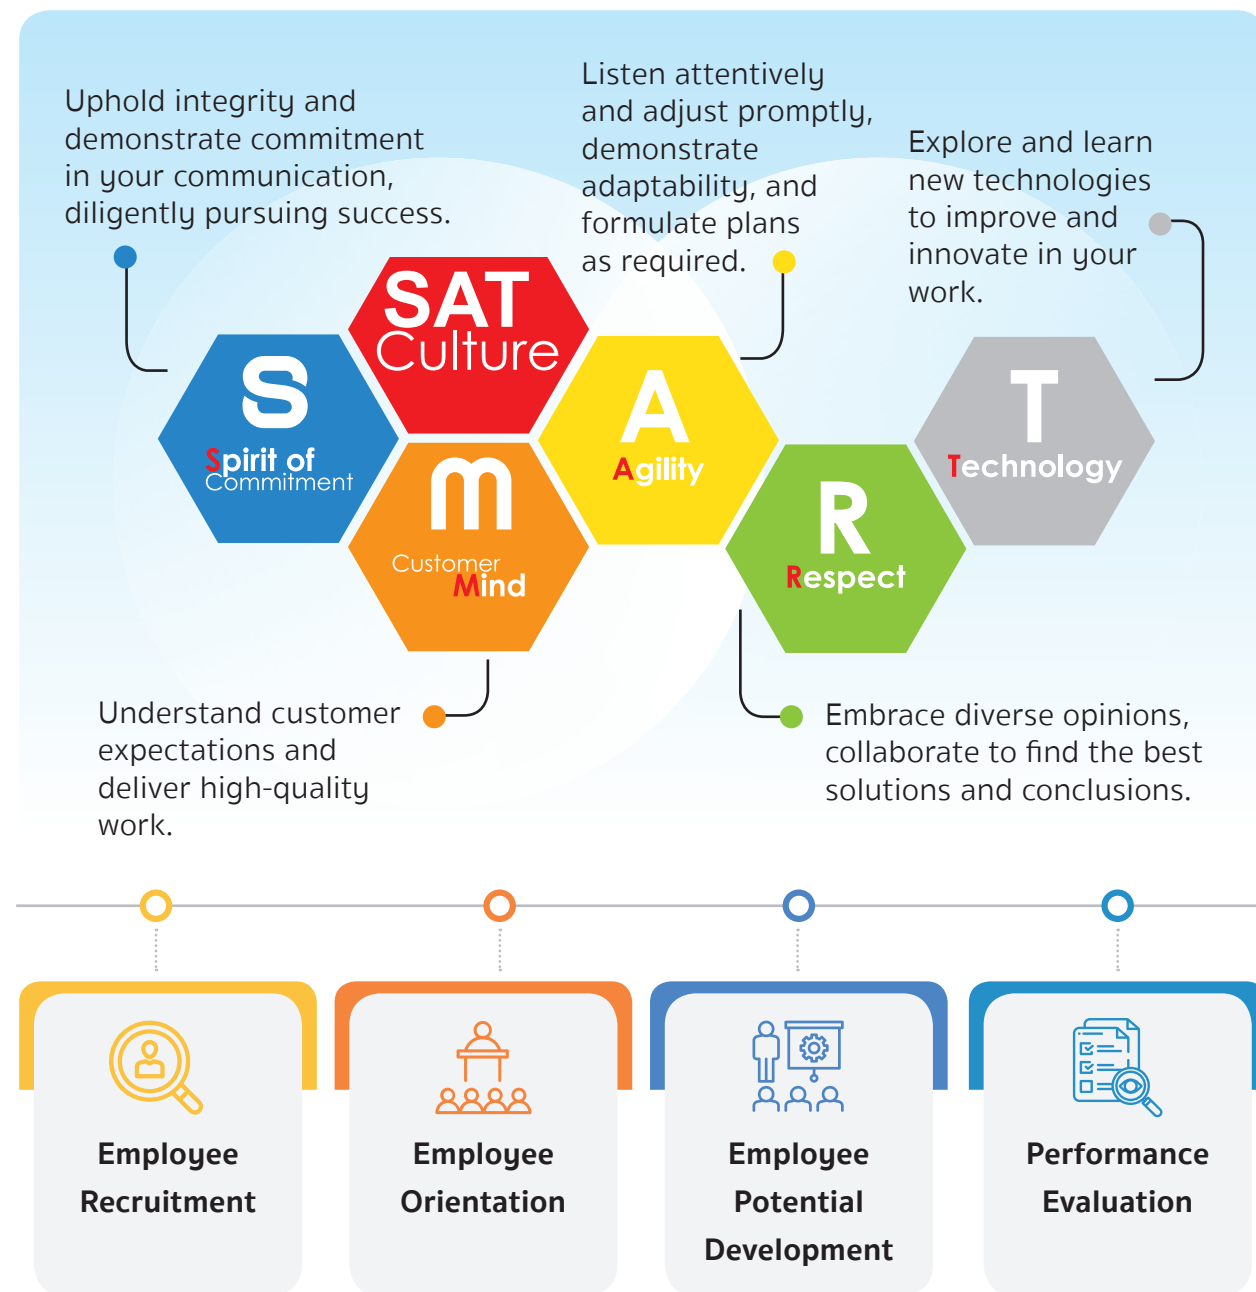 Uphold integrity and
demonstrate commitment
in your communication,
diligently pursuing success.
Listen attentively
and adjust promptly,
demonstrate
adaptability, and
formulate plans
as required.
Explore and learn
new technologies
to improve and
innovate in your
work.
SAT
Culture
S
Spirit of
Commitment
m
Customer
Mind
A
Agility
R
Respect
T
Technology
Understand customer
expectations and
deliver high-quality
work.
Embrace diverse opinions,
collaborate to find the best
solutions and conclusions.
Employee
Recruitment
Employee
Orientation
Employee
Potential
Development
Performance
Evaluation